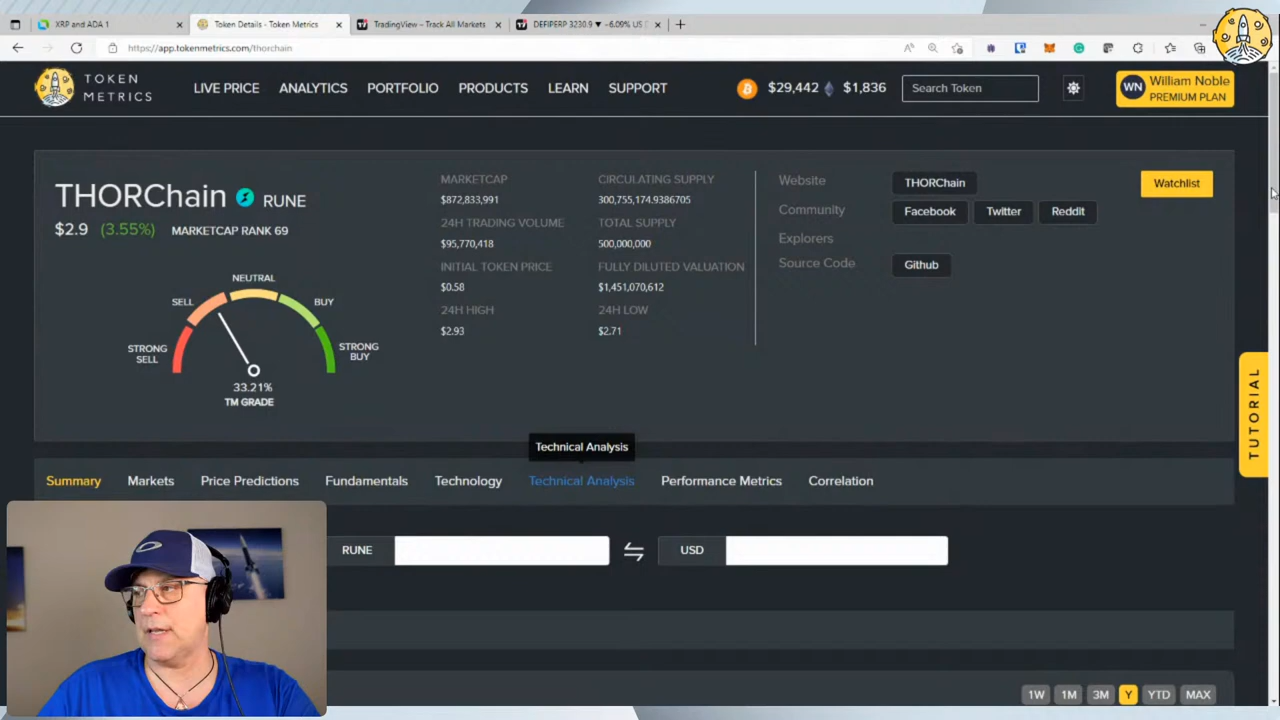 XRP and ADA 1
Token Details - Token Metrics
TradingView – Track All Markets
DEFIPERP 3230.9 ▼ −6.09% US
https://app.tokenmetrics.com/thorchain
TOKEN METRICS
LIVE PRICE
ANALYTICS
PORTFOLIO
PRODUCTS
LEARN
SUPPORT
$29,442
$1,836
Search Token
WN
William Noble
PREMIUM PLAN
THORChain RUNE
$2.9 (3.55%) MARKETCAP RANK 69
STRONG SELL
SELL
NEUTRAL
BUY
STRONG BUY
33.21%
TM GRADE
MARKETCAP
$872,833,991
24H TRADING VOLUME
$95,770,418
INITIAL TOKEN PRICE
$0.58
24H HIGH
$2.93
CIRCULATING SUPPLY
300,755,174.9386705
TOTAL SUPPLY
500,000,000
FULLY DILUTED VALUATION
$1,451,070,612
24H LOW
$2.71
Website THORChain
Community Facebook Twitter Reddit
Explorers
Source Code Github
Watchlist
TUTORIAL
Technical Analysis
Summary
Markets
Price Predictions
Fundamentals
Technology
Technical Analysis
Performance Metrics
Correlation
RUNE
USD
1W 1M 3M Y YTD MAX